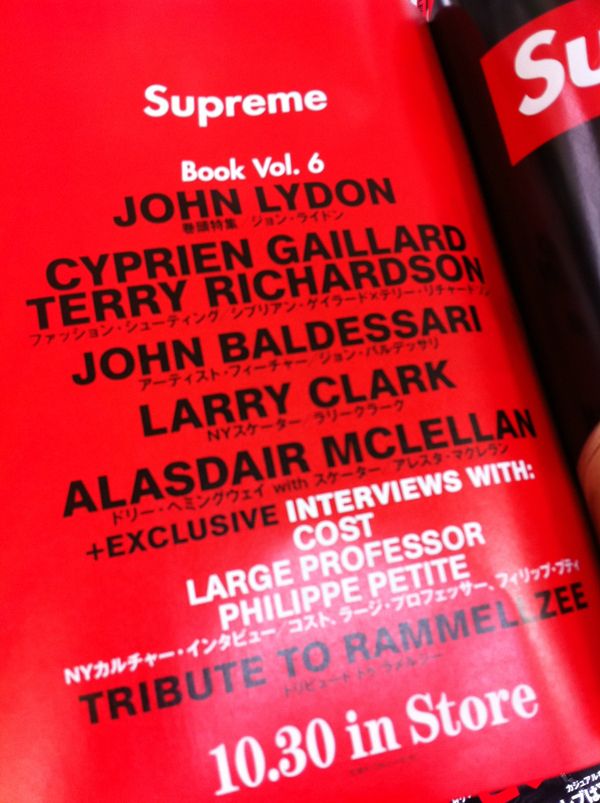 Supreme
Su
Book Vol. 6
JOHN LYDON
巻頭特集/ジョン・ライドン
CYPRIEN GAILLARD
TERRY RICHARDSON
ファッション・シューティング/シプリアン・ゲイラード×テリー・リチャードソン
JOHN BALDESSARI
アーティスト・フィーチャー/ジョン・バルデッサリ
LARRY CLARK
NYスケーター/ラリークラーク
ALASDAIR MCLELLAN
ドリー・ヘミングウェイ with スケーター/アレスタ・マクレラン
+EXCLUSIVE INTERVIEWS WITH:
COST
LARGE PROFESSOR
PHILIPPE PETITE
NYカルチャー・インタビュー/コスト、ラージ・プロフェッサー、フィリップ・プティ
TRIBUTE TO RAMMELLZEE
トリビュート トゥ ラメルジー
10.30 in Store